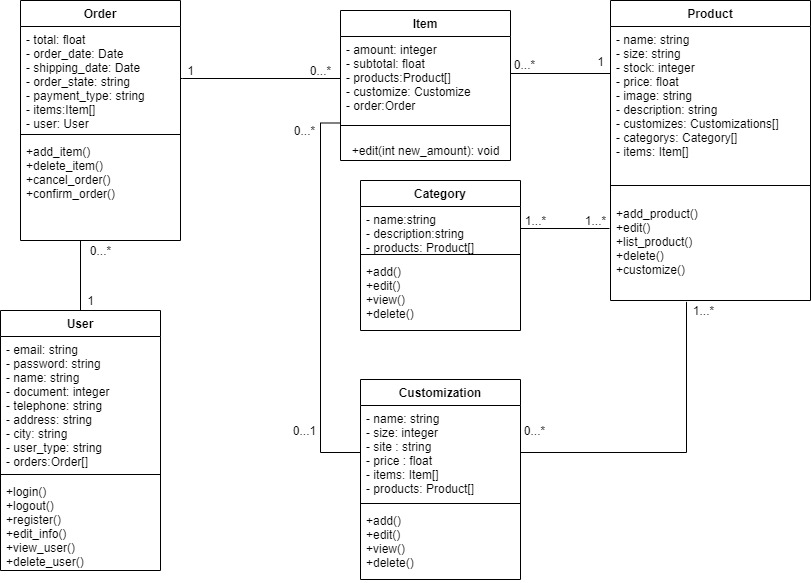 Order
- total: float
- order_date: Date
- shipping_date: Date
- order_state: string
- payment_type: string
- items:Item[]
- user: User
+add_item()
+delete_item()
+cancel_order()
+confirm_order()
1
0...*
Item
- amount: integer
- subtotal: float
- products:Product[]
- customize: Customize
- order:Order
+edit(int new_amount): void
0...*
1
0...*
Product
- name: string
- size: string
- stock: integer
- price: float
- image: string
- description: string
- customizes: Customizations[]
- categorys: Category[]
- items: Item[]
+add_product()
+edit()
+list_product()
+delete()
+customize()
Category
- name:string
- description:string
- products: Product[]
+add()
+edit()
+view()
+delete()
1...*
1...*
0...*
1
1...*
User
- email: string
- password: string
- name: string
- document: integer
- telephone: string
- address: string
- city: string
- user_type: string
- orders:Order[]
+login()
+logout()
+register()
+edit_info()
+view_user()
+delete_user()
Customization
- name: string
- size: integer
- site : string
- price : float
- items: Item[]
- products: Product[]
+add()
+edit()
+view()
+delete()
0...1
0...*